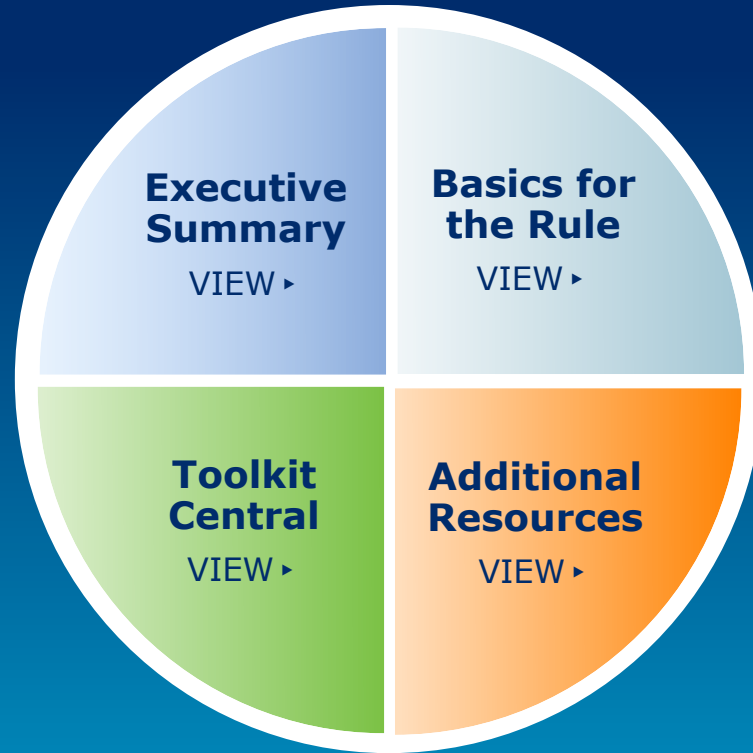 Executive
Summary
VIEW ▸
Basics for
the Rule
VIEW ▸
Toolkit
Central
VIEW ▸
Additional
Resources
VIEW ▸